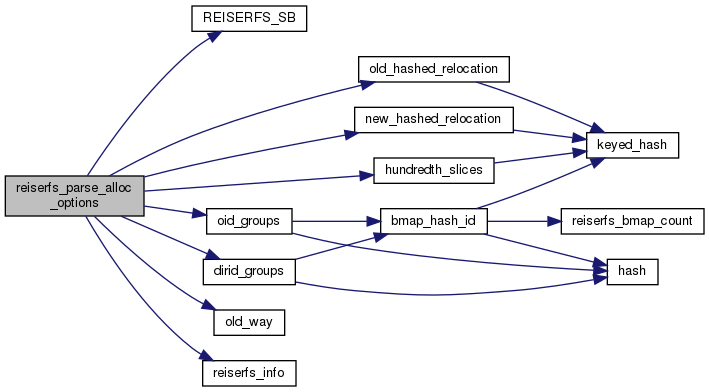 REISERFS_SB
old_hashed_relocation
new_hashed_relocation
keyed_hash
hundredth_slices
reiserfs_parse_alloc
_options
oid_groups
bmap_hash_id
reiserfs_bmap_count
dirid_groups
hash
old_way
reiserfs_info